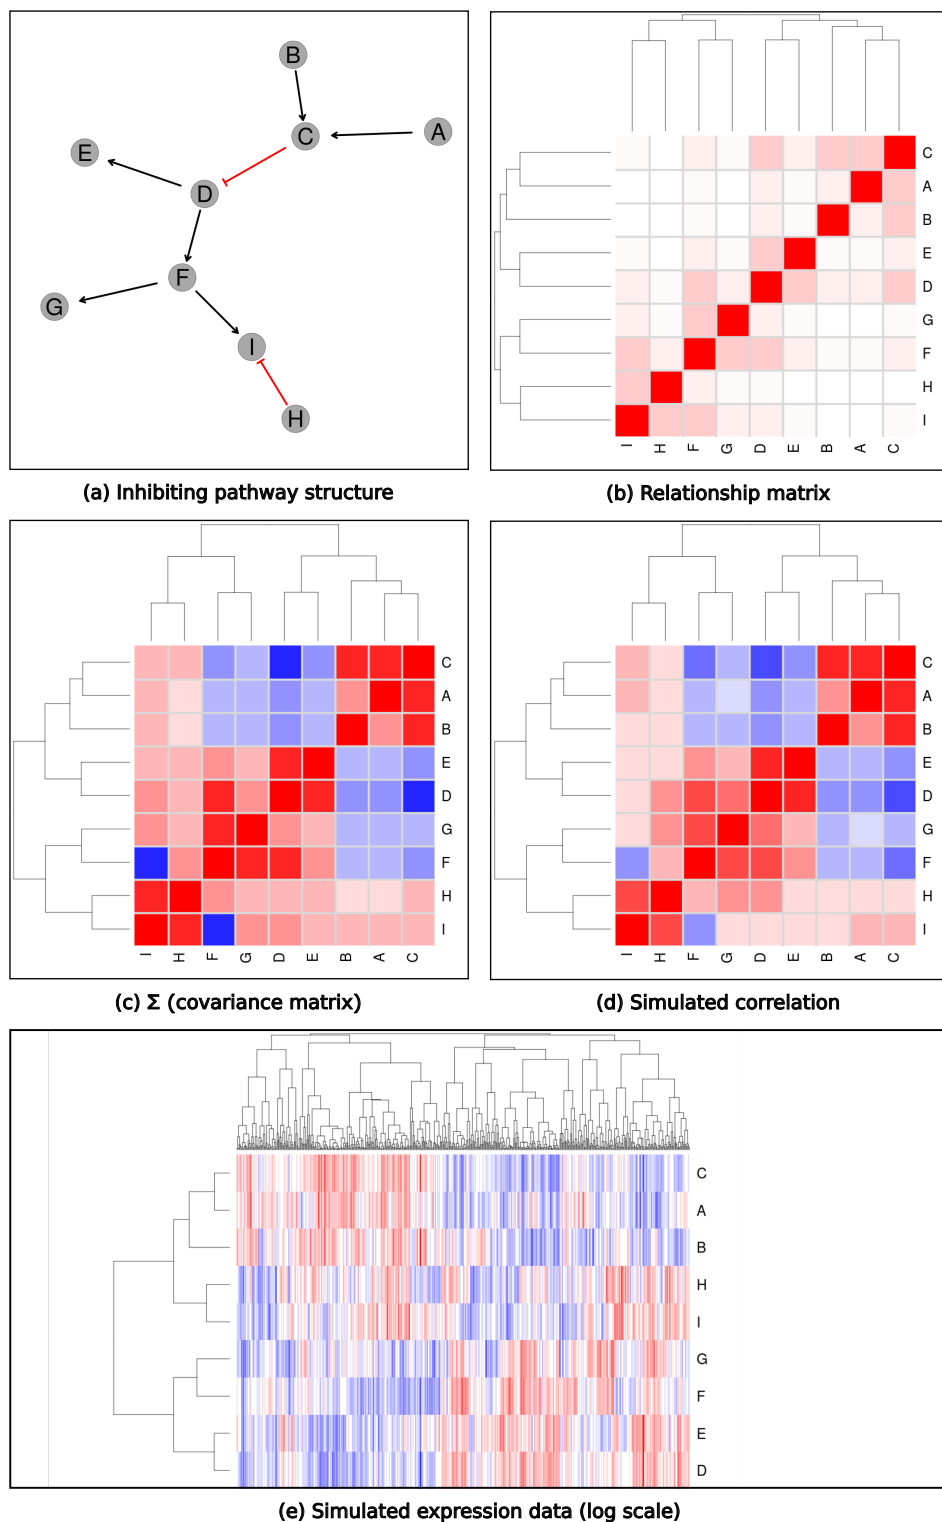 B
C
A
E
D
F
G
I
H
(a) Inhibiting pathway structure
C
A
B
E
D
G
F
H
I
I H F G D E B A C
(b) Relationship matrix
C
A
B
E
D
G
F
H
I
I H F G D E B A C
(c) Σ (covariance matrix)
C
A
B
E
D
G
F
H
I
I H F G D E B A C
(d) Simulated correlation
C
A
B
H
I
G
F
E
D
(e) Simulated expression data (log scale)